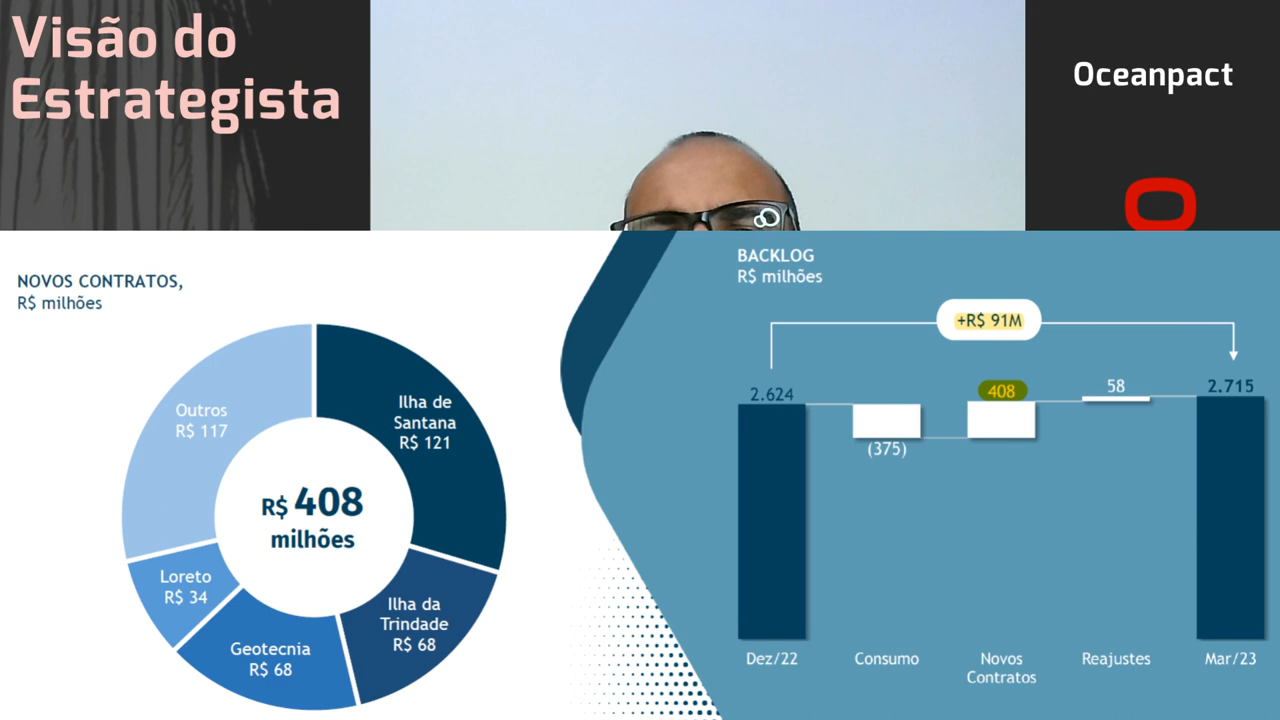 Visão do
Estrategista
Oceanpact
NOVOS CONTRATOS,
R$ milhões
Outros
R$ 117
Ilha de
Santana
R$ 121
R$ 408
milhões
Loreto
R$ 34
Ilha da
Trindade
R$ 68
Geotecnia
R$ 68
BACKLOG
R$ milhões
+R$ 91M
2.624
(375)
408
58
2.715
Dez/22
Consumo
Novos
Contratos
Reajustes
Mar/23